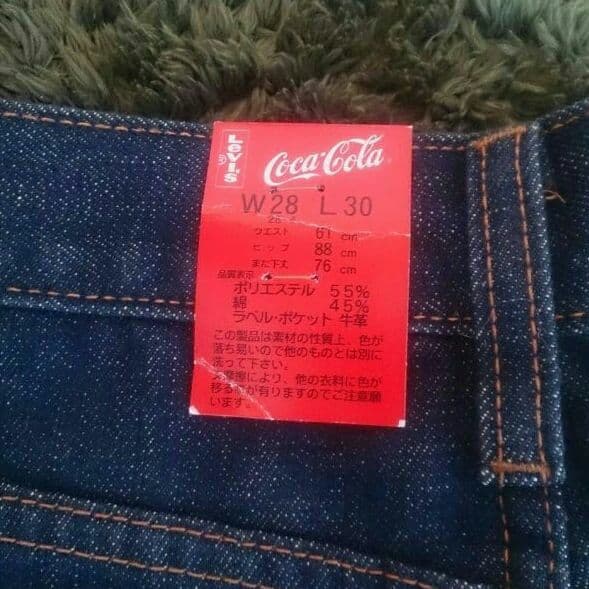 Levi's ®
Coca-Cola
W28 L30
ウエスト 61 cm
ヒップ 88 cm
また下丈 76 cm
品質表示
ポリエステル 55%
綿 45%
ラベル・ポケット 牛革
この製品は素材の性質上、色が
落ち易いので他のものとは別に
洗って下さい。
又摩擦により、他の衣料に色が
移る事が有りますのでご注意願
います。